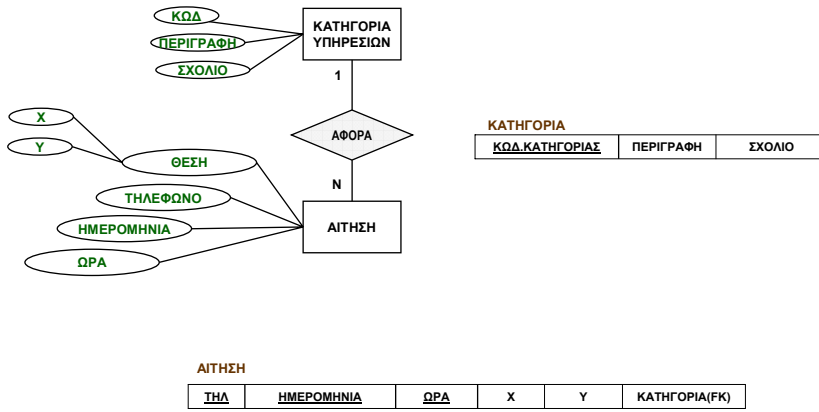 ΚΩΔ
ΠΕΡΙΓΡΑΦΗ
ΣΧΟΛΙΟ
ΚΑΤΗΓΟΡΙΑ
ΥΠΗΡΕΣΙΩΝ
1
ΑΦΟΡΑ
N
ΑΙΤΗΣΗ
X
Y
ΘΕΣΗ
ΤΗΛΕΦΩΝΟ
ΗΜΕΡΟΜΗΝΙΑ
ΩΡΑ
ΚΑΤΗΓΟΡΙΑ
ΚΩΔ.ΚΑΤΗΓΟΡΙΑΣ ΠΕΡΙΓΡΑΦΗ ΣΧΟΛΙΟ
ΑΙΤΗΣΗ
ΤΗΛ ΗΜΕΡΟΜΗΝΙΑ ΩΡΑ X Y ΚΑΤΗΓΟΡΙΑ(FK)